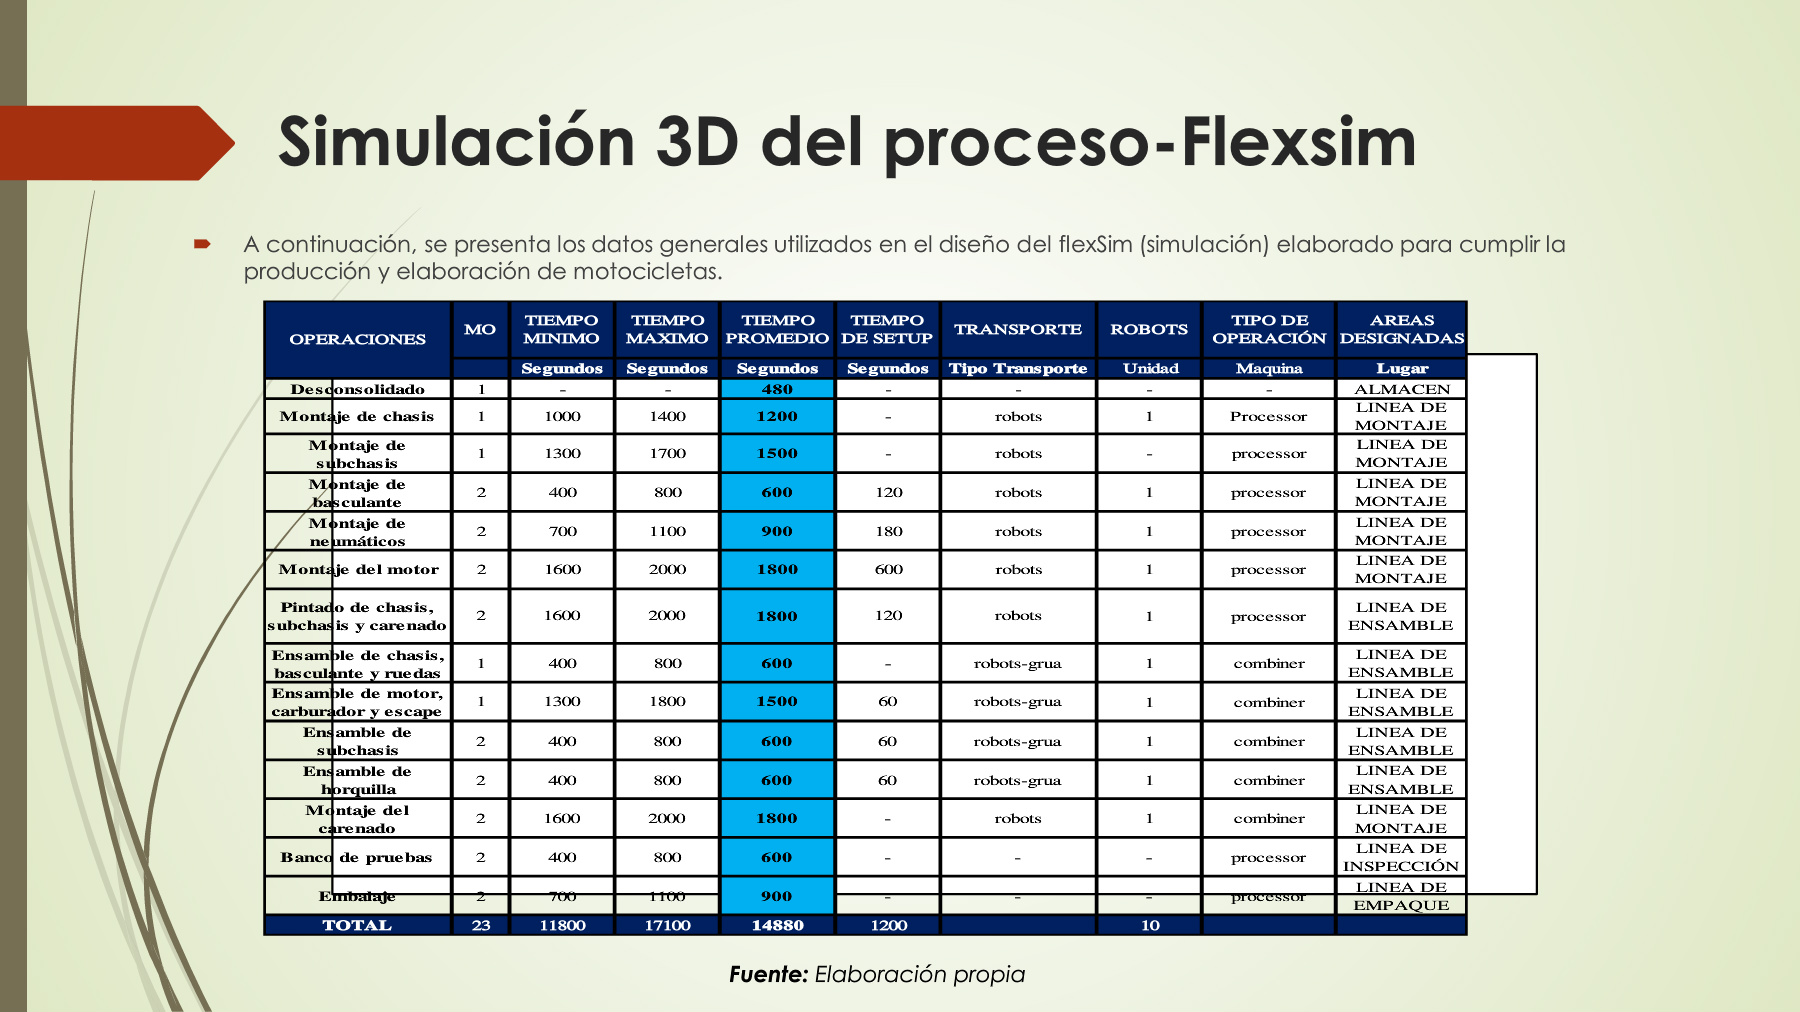 Simulación 3D del proceso-Flexsim
A continuación, se presenta los datos generales utilizados en el diseño del flexSim (simulación) elaborado para cumplir la
producción y elaboración de motocicletas.
OPERACIONES MO TIEMPO MINIMO TIEMPO MAXIMO TIEMPO PROMEDIO TIEMPO DE SETUP TRANSPORTE ROBOTS TIPO DE OPERACIÓN AREAS DESIGNADAS
Segundos Segundos Segundos Segundos Tipo Transporte Unidad Maquina Lugar
Desconsolidado 1 - - 480 - - - - ALMACEN
Montaje de chasis 1 1000 1400 1200 - robots 1 Processor LINEA DE MONTAJE
Montaje de subchasis 1 1300 1700 1500 - robots - processor LINEA DE MONTAJE
Montaje de basculante 2 400 800 600 120 robots 1 processor LINEA DE MONTAJE
Montaje de neumáticos 2 700 1100 900 180 robots 1 processor LINEA DE MONTAJE
Montaje del motor 2 1600 2000 1800 600 robots 1 processor LINEA DE MONTAJE
Pintado de chasis, subchasis y carenado 2 1600 2000 1800 120 robots 1 processor LINEA DE ENSAMBLE
Ensamble de chasis, basculante y ruedas 1 400 800 600 - robots-grua 1 combiner LINEA DE ENSAMBLE
Ensamble de motor, carburador y escape 1 1300 1800 1500 60 robots-grua 1 combiner LINEA DE ENSAMBLE
Ensamble de subchasis 2 400 800 600 60 robots-grua 1 combiner LINEA DE ENSAMBLE
Ensamble de horquilla 2 400 800 600 60 robots-grua 1 combiner LINEA DE ENSAMBLE
Montaje del carenado 2 1600 2000 1800 - robots 1 combiner LINEA DE MONTAJE
Banco de pruebas 2 400 800 600 - - - processor LINEA DE INSPECCIÓN
Embalaje 2 700 1100 900 - - - processor LINEA DE EMPAQUE
TOTAL 23 11800 17100 14880 1200 10
Fuente: Elaboración propia